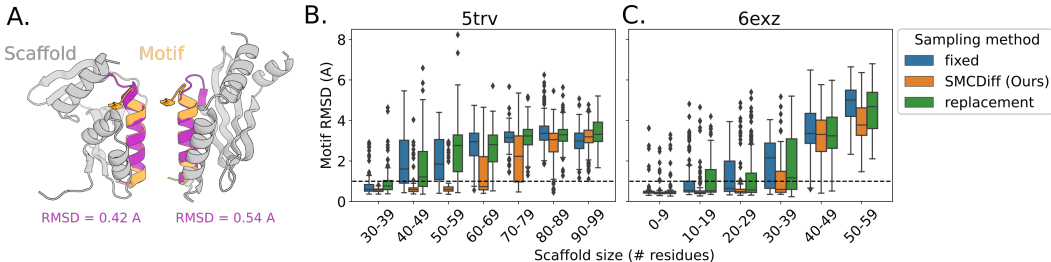 A.
Scaffold
Motif
RMSD = 0.42 A
RMSD = 0.54 A
B.
5trv
Motif RMSD (A)
8
6
4
2
0
30-39
40-49
50-59
60-69
70-79
80-89
90-99
C.
6exz
0-9
10-19
20-29
30-39
40-49
50-59
Scaffold size (# residues)
Sampling method
fixed
SMCDiff (Ours)
replacement